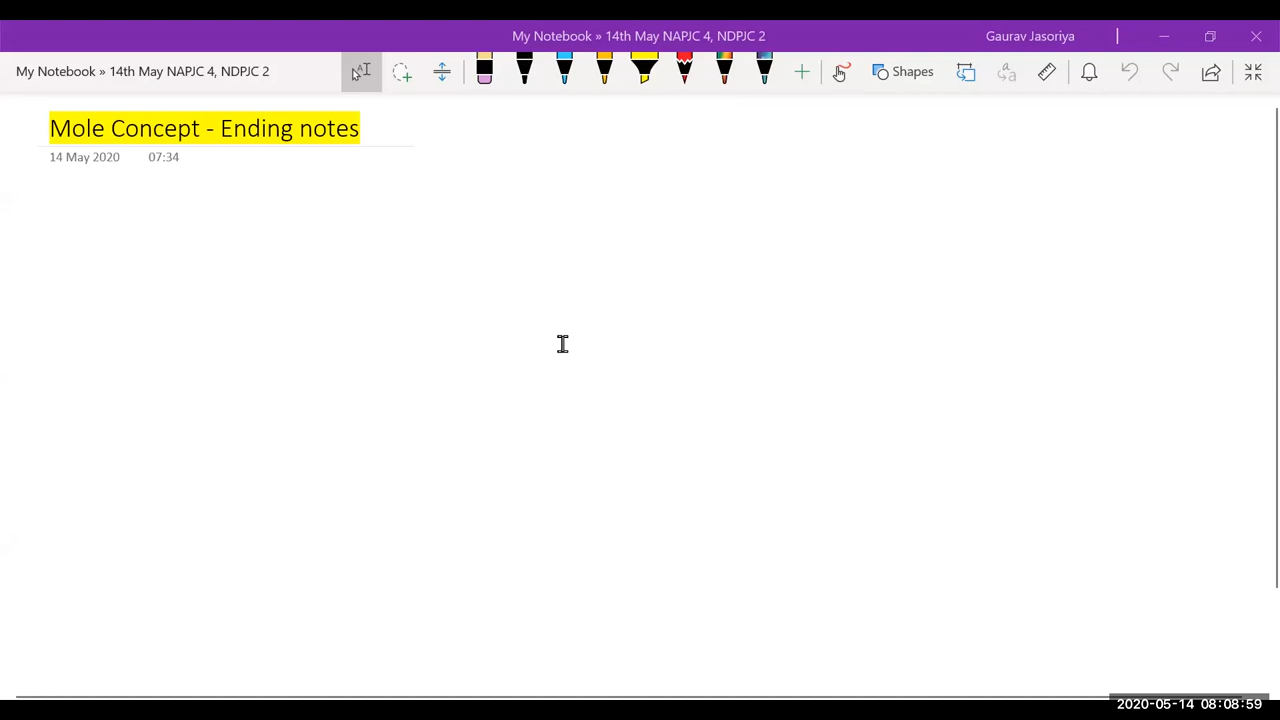 My Notebook » 14th May NAPJC 4, NDPJC 2
Gaurav Jasoriya
My Notebook » 14th May NAPJC 4, NDPJC 2
Shapes
Mole Concept - Ending notes
14 May 2020 07:34
2020-05-14 08:08:59